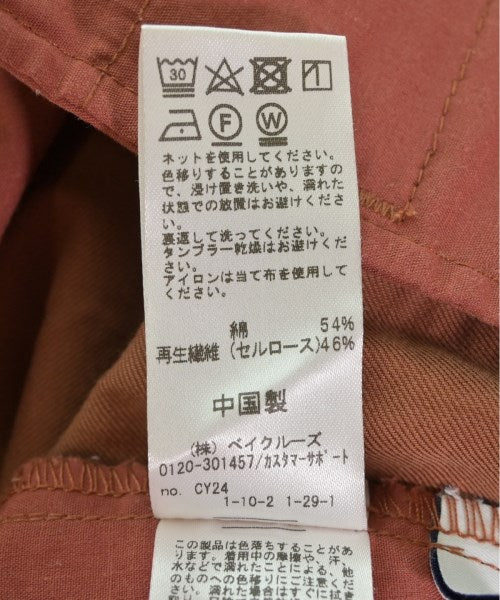 30
F W
ネットを使用してください。
色移りすることがありますの
で、浸け置き洗いや、濡れた
状態での放置はお避けくださ
い。
裏返して洗ってください。
タンブラー乾燥はお避けくだ
さい。
アイロンは当て布を使用して
ください。
綿 54%
再生繊維 (セルロース)46%
中国製
(株) ベイクルーズ
0120-301457/カスタマーサポート
no. CY24
1-10-2 1-29-1
この製品は色落ちすることがあ
ります。着用中の摩擦や、汗、
水などで濡れたことによる、他
のものへの色移りにご注意くだ